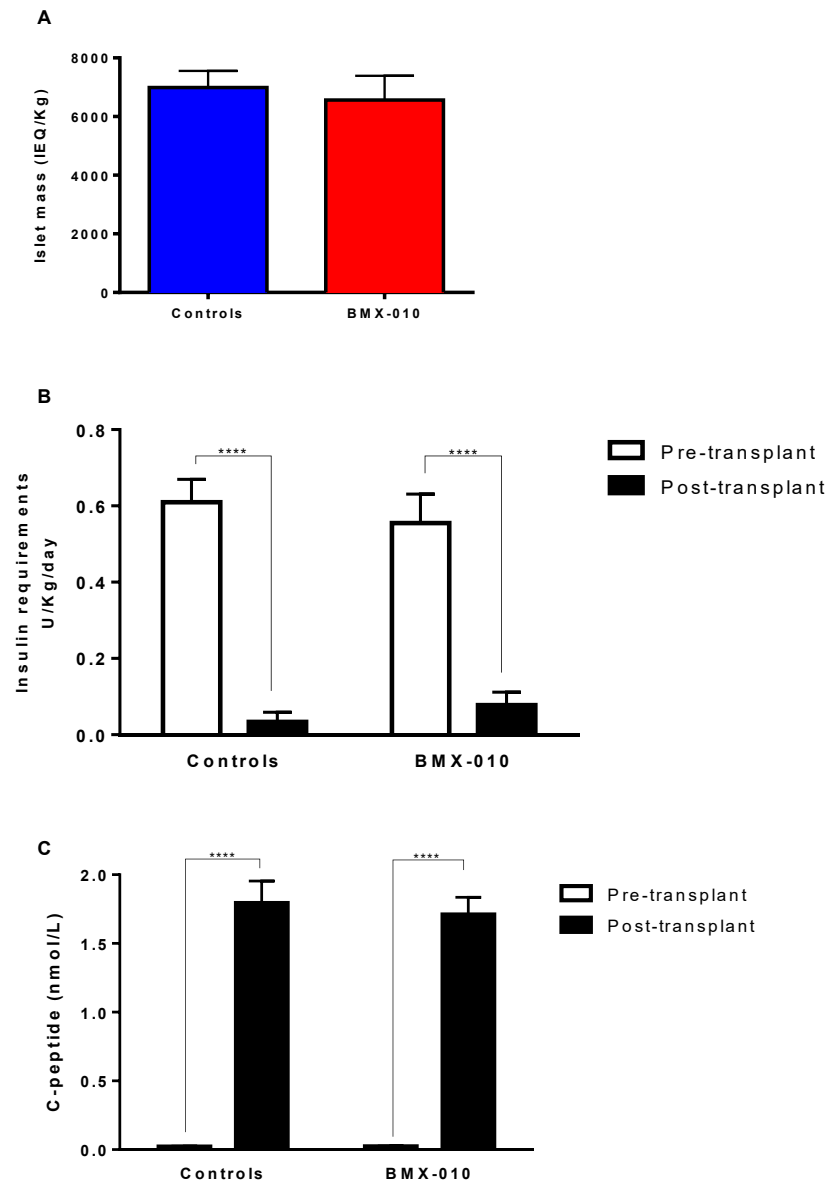 A
Islet mass (IEQ/Kg)
8000
6000
4000
2000
0
Controls BMX-010
B
Insulin requirements
U/Kg/day
0.8
0.6
0.4
0.2
0.0
**** ****
Controls BMX-010
Pre-transplant
Post-transplant
C
C-peptide (nmol/L)
2.0
1.5
1.0
0.5
0.0
**** ****
Controls BMX-010
Pre-transplant
Post-transplant